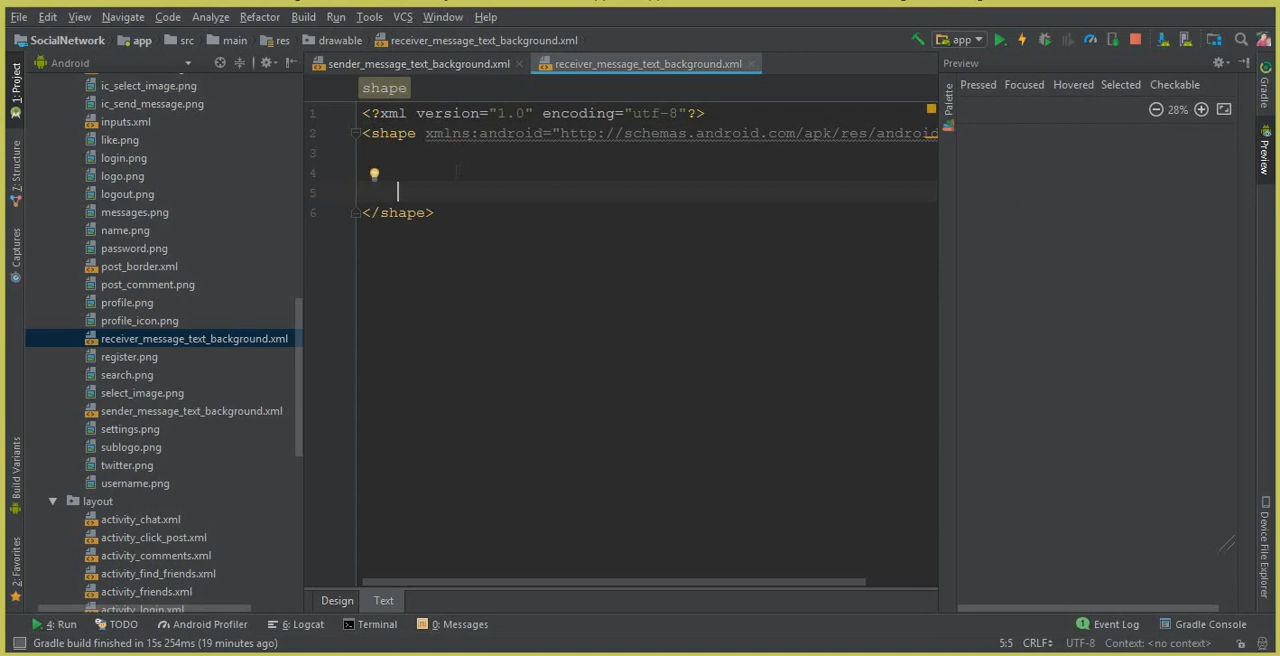 File Edit View Navigate Code Analyze Refactor Build Run Tools VCS Window Help
SocialNetwork app src main res drawable receiver_message_text_background.xml app
Android sender_message_text_background.xml receiver_message_text_background.xml Preview
1: Project
7: Structure
Captures
Build Variants
2: Favorites
ic_select_image.png
ic_send_message.png
inputs.xml
like.png
login.png
logo.png
logout.png
messages.png
name.png
password.png
post_border.xml
post_comment.png
profile.png
profile_icon.png
receiver_message_text_background.xml
register.png
search.png
select_image.png
sender_message_text_background.xml
settings.png
sublogo.png
twitter.png
username.png
layout
activity_chat.xml
activity_click_post.xml
activity_comments.xml
activity_find_friends.xml
activity_friends.xml
activity_login.xml
shape
1 <?xml version="1.0" encoding="utf-8"?>
2 <shape xmlns:android="http://schemas.android.com/apk/res/android
3
4
5
6 </shape>
Design Text
Palette
Pressed Focused Hovered Selected Checkable
28%
Gradle
Preview
Device File Explorer
4: Run TODO Android Profiler 6: Logcat Terminal 0: Messages 1 Event Log Gradle Console
Gradle build finished in 15s 254ms (19 minutes ago) 5:5 CRLF UTF-8 Context: <no context>